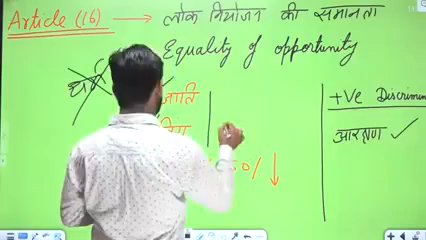 Article (16) → लोक नियोजन की समानता
Equality of opportunity
धर्म
जाति
लिंग
+Ve Discrimin
आरक्षण ✓
50% ↓